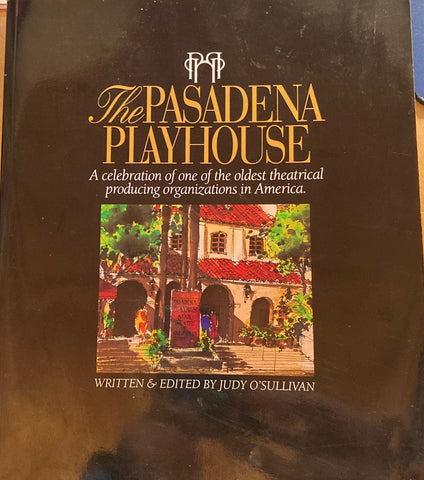 The PASADENA
PLAYHOUSE
A celebration of one of the oldest theatrical
producing organizations in America.
PASADENA
WRITTEN & EDITED BY JUDY O'SULLIVAN